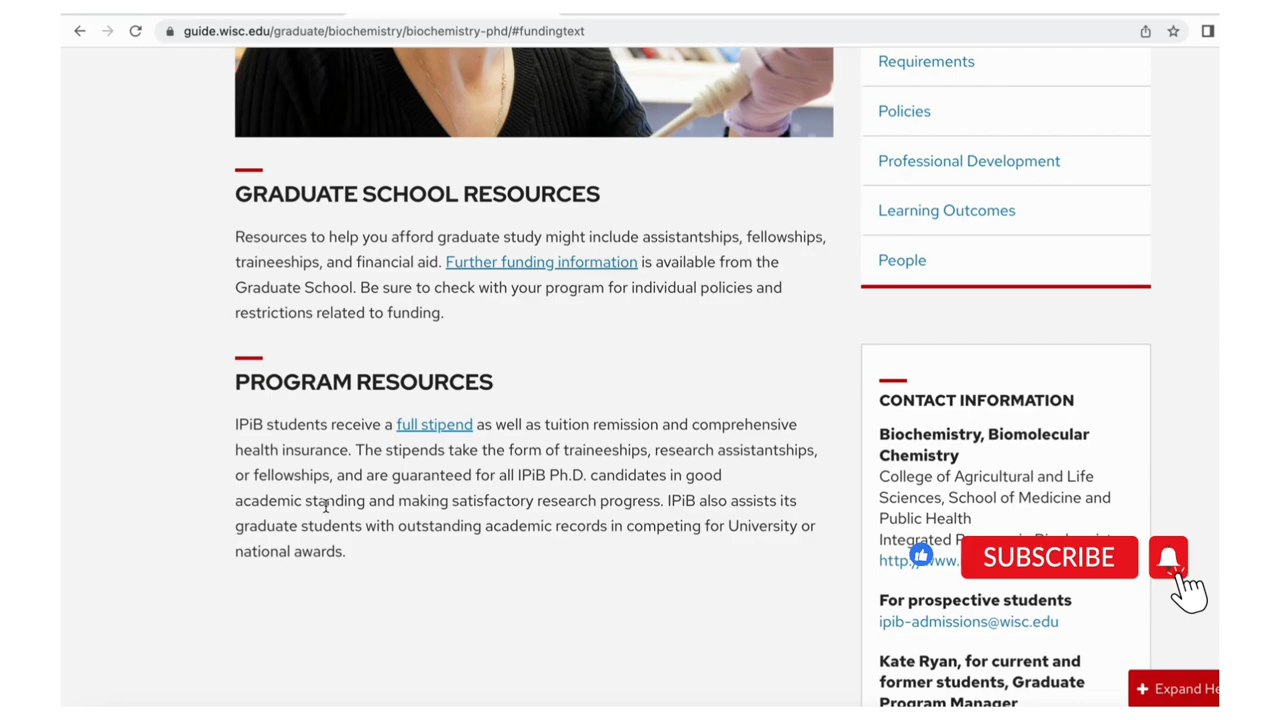 guide.wisc.edu/graduate/biochemistry/biochemistry-phd/#fundingtext
GRADUATE SCHOOL RESOURCES
Resources to help you afford graduate study might include assistantships, fellowships,
traineeships, and financial aid. Further funding information is available from the
Graduate School. Be sure to check with your program for individual policies and
restrictions related to funding.
PROGRAM RESOURCES
IPiB students receive a full stipend as well as tuition remission and comprehensive
health insurance. The stipends take the form of traineeships, research assistantships,
or fellowships, and are guaranteed for all IPiB Ph.D. candidates in good
academic standing and making satisfactory research progress. IPiB also assists its
graduate students with outstanding academic records in competing for University or
national awards.
Requirements
Policies
Professional Development
Learning Outcomes
People
CONTACT INFORMATION
Biochemistry, Biomolecular
Chemistry
College of Agricultural and Life
Sciences, School of Medicine and
Public Health
Integrated
SUBSCRIBE
For prospective students
ipib-admissions@wisc.edu
Kate Ryan, for current and
former students, Graduate
Program Manager
Expand